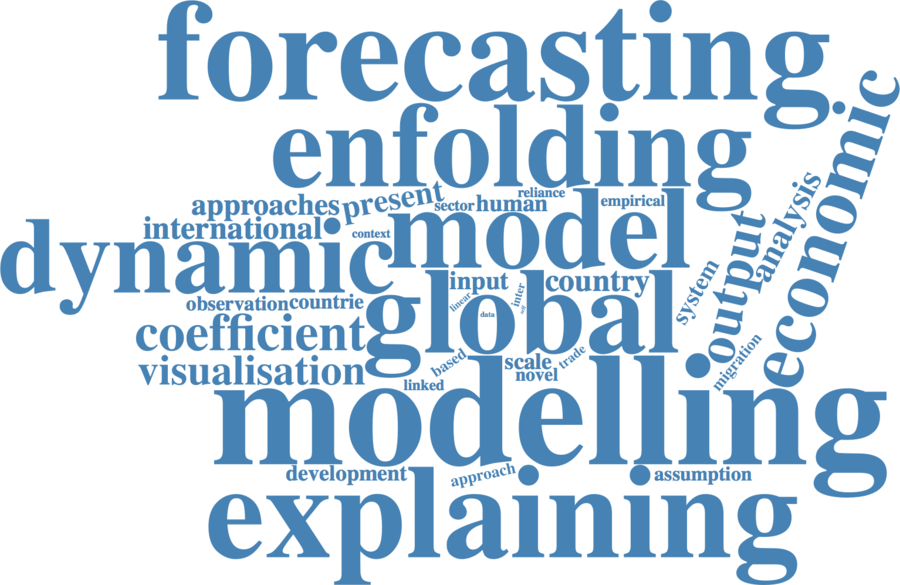 forecasting
enfolding
economic
reliance
approaches present sector human empirical
analysis
international context model
output
dynamic
input country
system
linear inter
observation countrie global
data
coefficient
migration
based scale trade
visualisation
novel
linked
modelling
development approach assumption
explaining